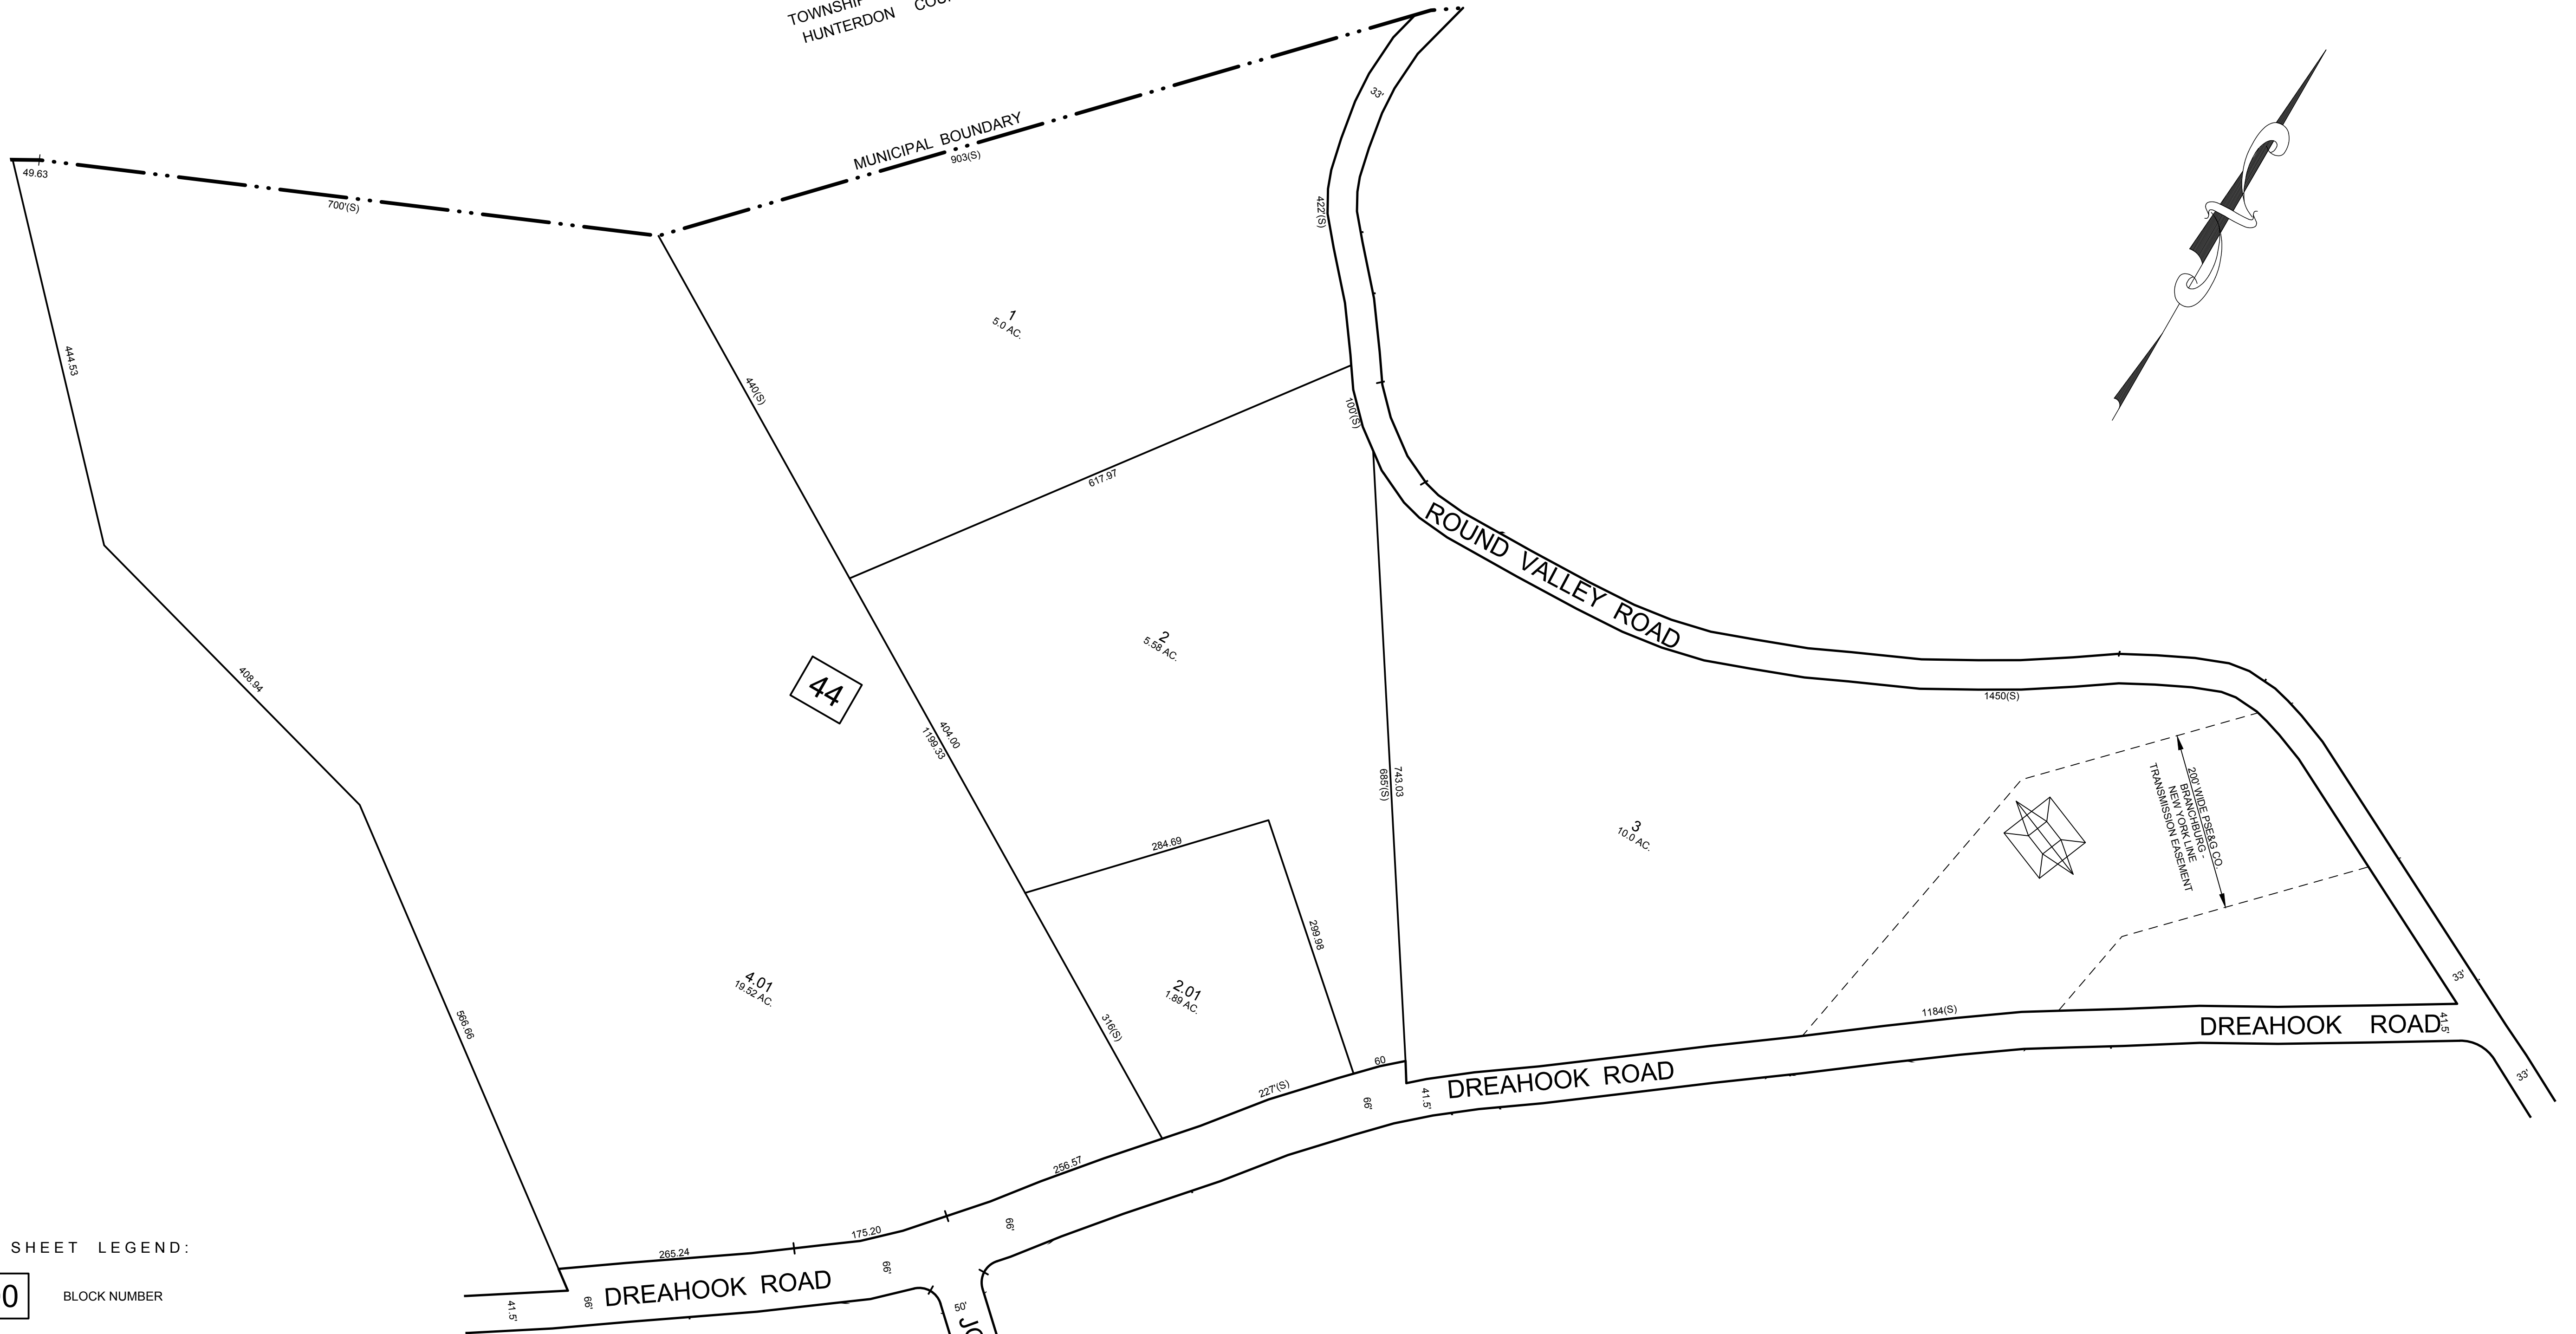 HUNTERDON
MUNICIPAL BOUNDARY
903(S)
33'
49.63
700'(S)
422'(S)
444.53
1
5.0 AC.
440(S)
100'(S)
617.97
ROUND VALLEY ROAD
2
5.58 AC.
408.94
44
404.00
1199.33
1450(S)
743.03
685'(S)
200' WIDE PSE&G CO.
BRANCHBURG -
NEW YORK LINE
TRANSMISSION EASEMENT
3
10.0 AC.
284.69
299.98
4.01
19.52 AC.
2.01
1.89 AC.
566.66
316(S)
33'
1184(S)
DREAHOOK ROAD
41.5'
60
227'(S)
66'
41.5'
DREAHOOK ROAD
33'
256.57
175.20
66'
265.24
66'
DREAHOOK ROAD
66'
41.5'
50'
SHEET LEGEND:
BLOCK NUMBER